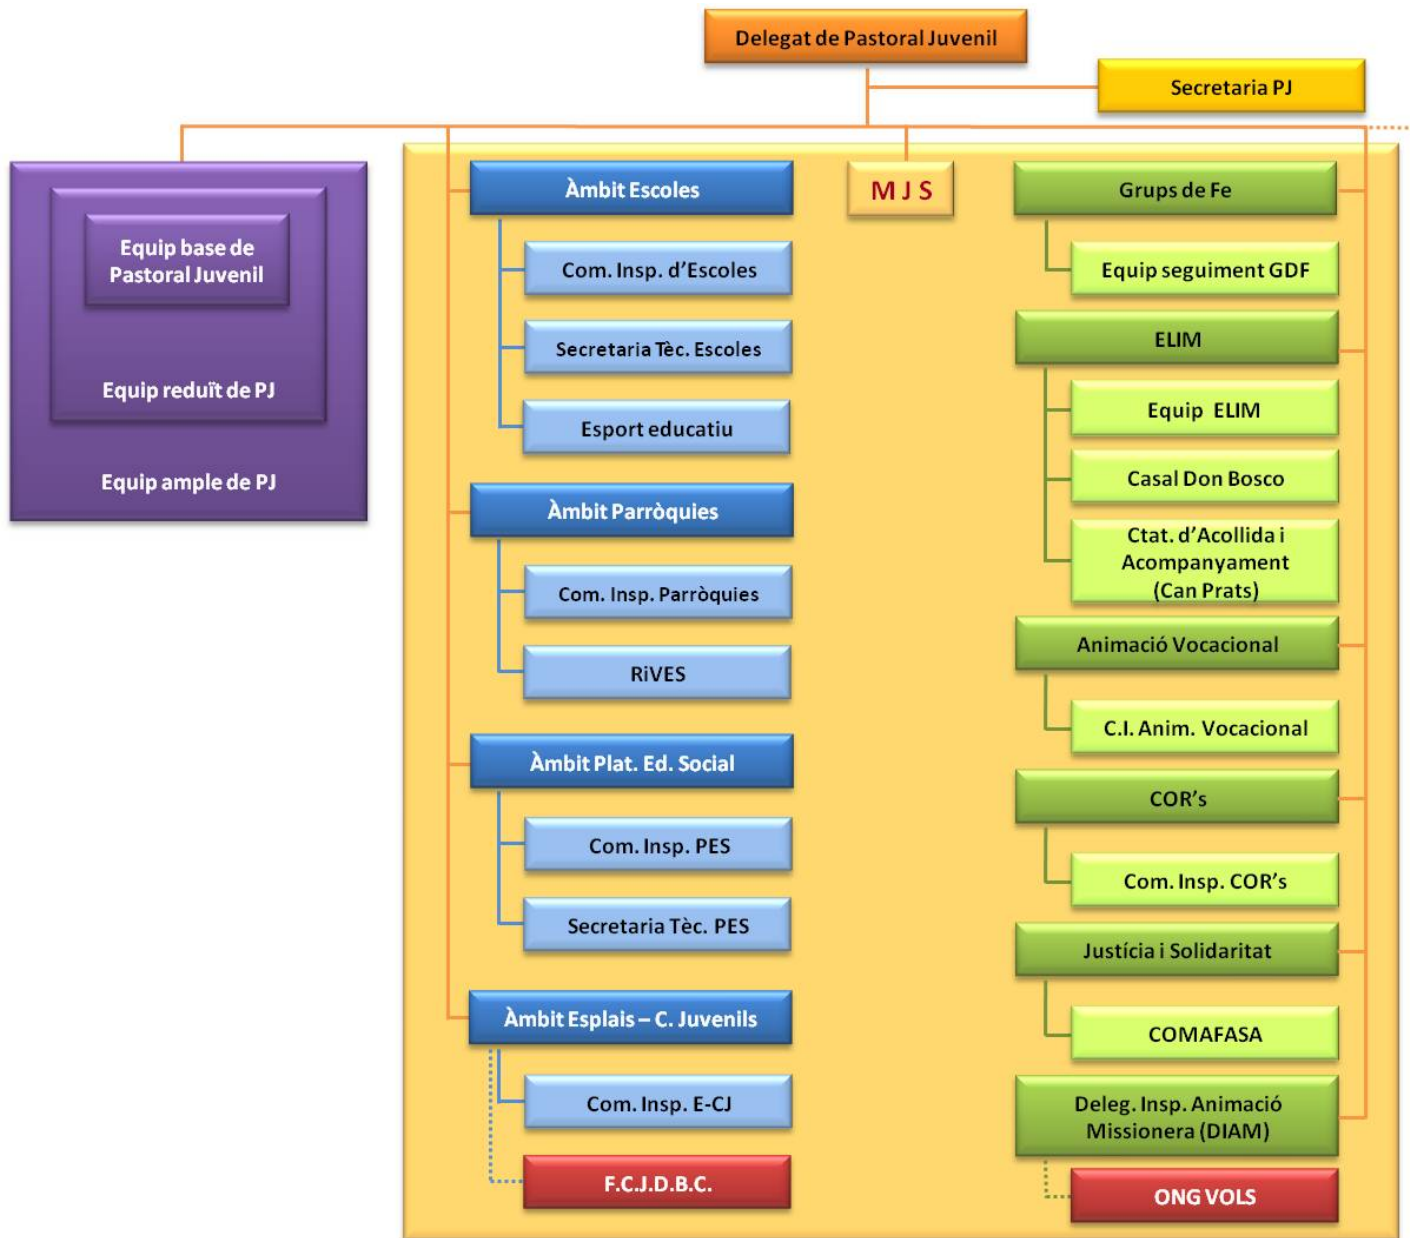 Delegat de Pastoral Juvenil
Secretaria PJ
Equip base de
Pastoral Juvenil
Equip reduït de PJ
Equip ample de PJ
Àmbit Escoles
Com. Insp. d’Escoles
Secretaria Tèc. Escoles
Esport educatiu
Àmbit Parròquies
Com. Insp. Parròquies
RiVES
Àmbit Plat. Ed. Social
Com. Insp. PES
Secretaria Tèc. PES
Àmbit Esplais – C. Juvenils
Com. Insp. E-CJ
F.C.J.D.B.C.
M J S
Grups de Fe
Equip seguiment GDF
ELIM
Equip ELIM
Casal Don Bosco
Ctat. d’Acollida i
Acompanyament
(Can Prats)
Animació Vocacional
C.I. Anim. Vocacional
COR’s
Com. Insp. COR’s
Justícia i Solidaritat
COMAFASA
Deleg. Insp. Animació
Missionera (DIAM)
ONG VOLS